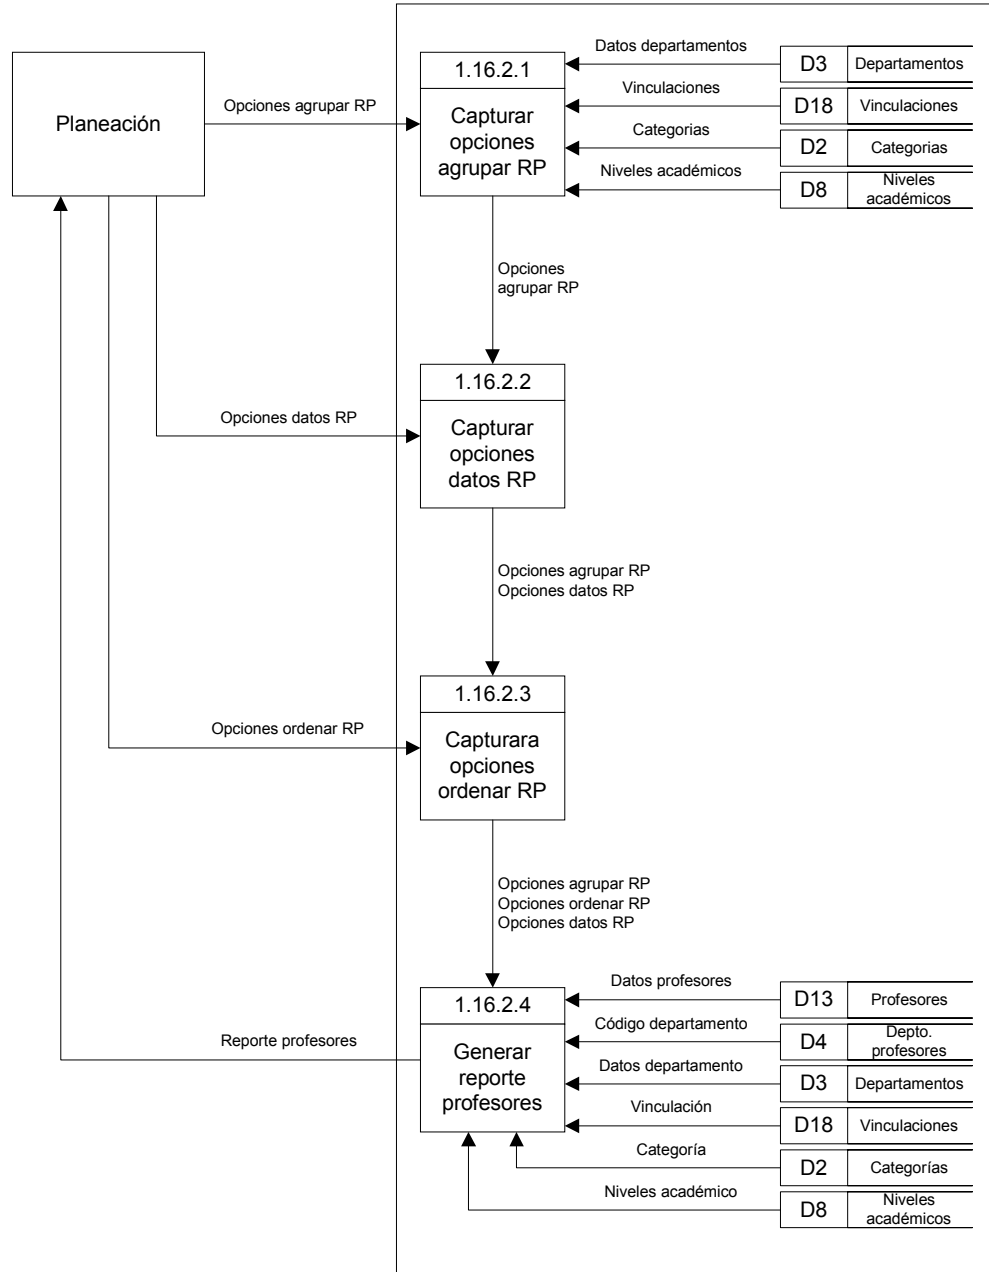 Planeación
Opciones agrupar RP
1.16.2.1
Capturar
opciones
agrupar RP
Datos departamentos
D3
Departamentos
Vinculaciones
D18
Vinculaciones
Categorias
D2
Categorias
Niveles académicos
D8
Niveles
académicos
Opciones
agrupar RP
Opciones datos RP
1.16.2.2
Capturar
opciones
datos RP
Opciones agrupar RP
Opciones datos RP
Opciones ordenar RP
1.16.2.3
Capturara
opciones
ordenar RP
Opciones agrupar RP
Opciones ordenar RP
Opciones datos RP
Reporte profesores
1.16.2.4
Generar
reporte
profesores
Datos profesores
D13
Profesores
Código departamento
D4
Depto.
profesores
Datos departamento
D3
Departamentos
Vinculación
D18
Vinculaciones
Categoría
D2
Categorías
Niveles académico
D8
Niveles
académicos